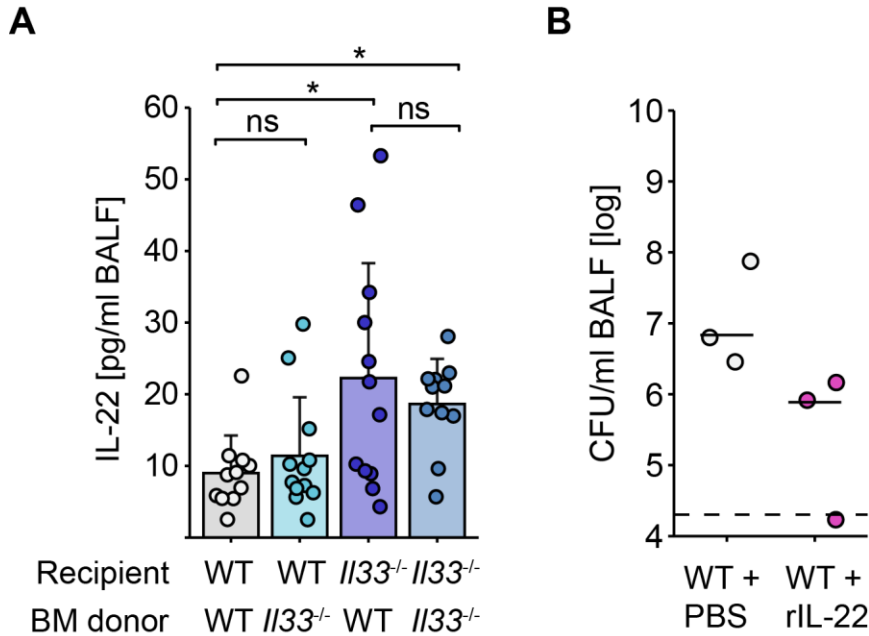 A
*
*
ns
ns
IL-22 [pg/ml BALF]
60
50
40
30
20
10
Recipient WT WT Il33-/- Il33-/-
BM donor WT Il33-/- WT Il33-/-
B
CFU/ml BALF [log]
10
9
8
7
6
5
4
WT + WT +
PBS rIL-22